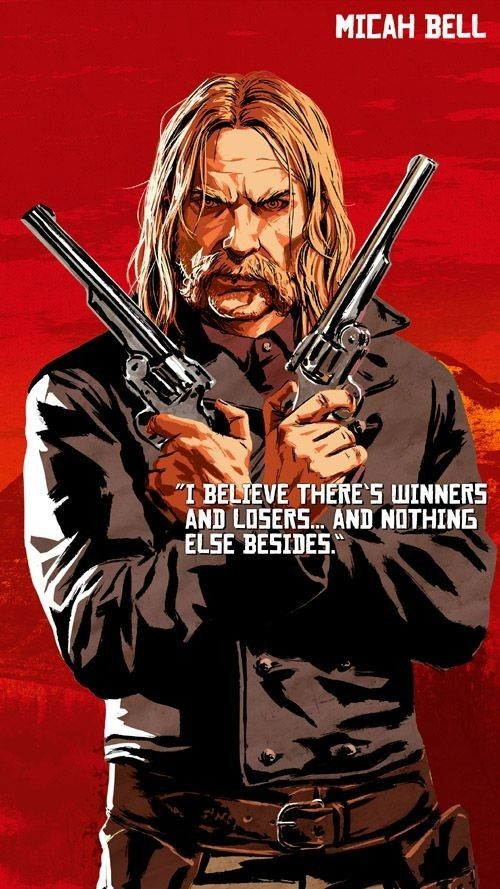 MICAH BELL
"I BELIEVE THERE'S WINNERS
AND LOSERS... AND NOTHING
ELSE BESIDES."